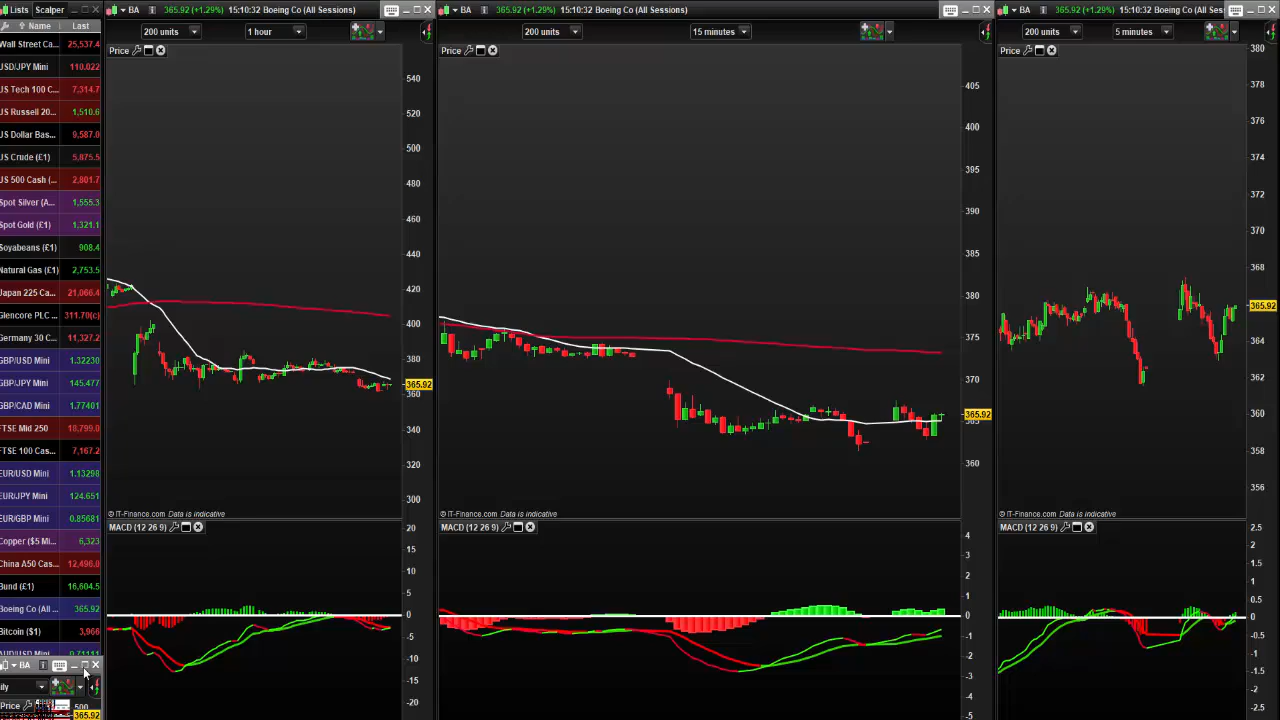 Lists Scalper
Name Last
Wall Street Ca... 25,537.4
USD/JPY Mini 110.022
US Tech 100 C... 7,314.7
US Russell 20... 1,510.6
US Dollar Bas... 9,587.0
US Crude (£1) 5,875.5
US 500 Cash (... 2,801.7
Spot Silver (A... 1,555.3
Spot Gold (£1) 1,321.1
Soyabeans (£1) 908.4
Natural Gas (£1) 2,753.5
Japan 225 Ca... 21,066.4
Glencore PLC ... 311.70(c)
Germany 30 C... 11,327.2
GBP/USD Mini 1.32230
GBP/JPY Mini 145.477
GBP/CAD Mini 1.77401
FTSE Mid 250 18,799.0
FTSE 100 Cas... 7,167.2
EUR/USD Mini 1.13298
EUR/JPY Mini 124.651
EUR/GBP Mini 0.85681
Copper ($5 Mi... 6,323
China A50 Cas... 12,490.0
Bund (£1) 16,604.5
Boeing Co (All ... 365.92
Bitcoin ($1) 3,966
AUD/USD Mini 0.71111
BA
ily
Price 500
365.92
BA 365.92 (+1.29%) 15:10:32 Boeing Co (All Sessions)
200 units 1 hour
Price
540
520
500
480
460
440
420
400
380
365.92
360
340
320
300
© IT-Finance.com Data is indicative
MACD (12 26 9)
20
15
10
5
0
-5
-10
-15
-20
BA 365.92 (+1.29%) 15:10:32 Boeing Co (All Sessions)
200 units 15 minutes
Price
405
400
395
390
385
380
375
370
365.92
365
360
© IT-Finance.com Data is indicative
MACD (12 26 9)
4
3
2
1
0
-1
-2
-3
-4
-5
BA 365.92 (+1.29%) 15:10:32 Boeing Co (All Ses
200 units 5 minutes
Price
380
378
376
374
372
370
368
365.92
364
362
360
358
356
© IT-Finance.com Data is indicative
MACD (12 26 9)
2.5
2
1.5
1
0.5
0
-0.5
-1
-1.5
-2
-2.5